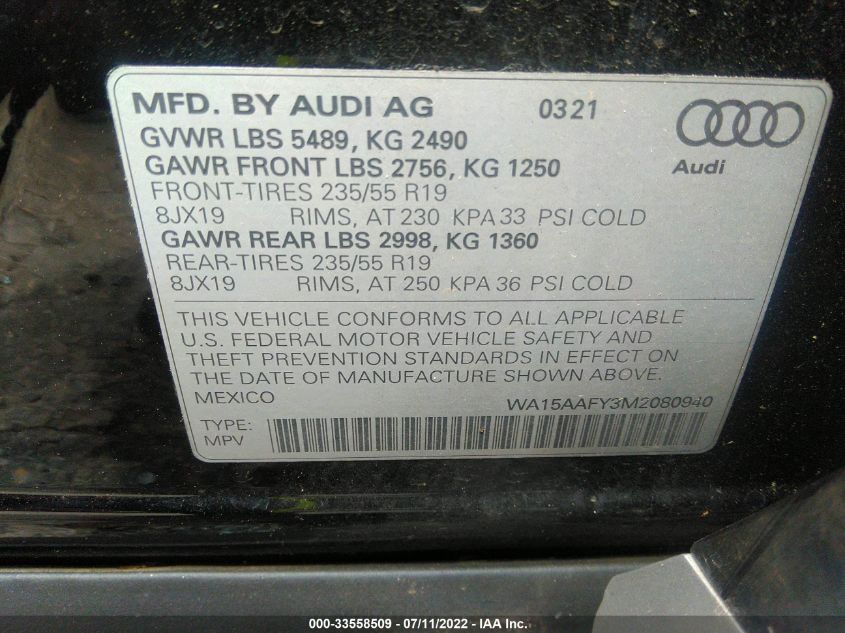 MFD. BY AUDI AG 0321
GVWR LBS 5489, KG 2490
GAWR FRONT LBS 2756, KG 1250
Audi
FRONT-TIRES 235/55 R19
8JX19 RIMS, AT 230 KPA 33 PSI COLD
GAWR REAR LBS 2998, KG 1360
REAR-TIRES 235/55 R19
8JX19 RIMS, AT 250 KPA 36 PSI COLD
THIS VEHICLE CONFORMS TO ALL APPLICABLE
U.S. FEDERAL MOTOR VEHICLE SAFETY AND
THEFT PREVENTION STANDARDS IN EFFECT ON
THE DATE OF MANUFACTURE SHOWN ABOVE.
MEXICO WA15AAFY3M2080940
TYPE:
MPV
000-33558509 - 07/11/2022 - IAA Inc.